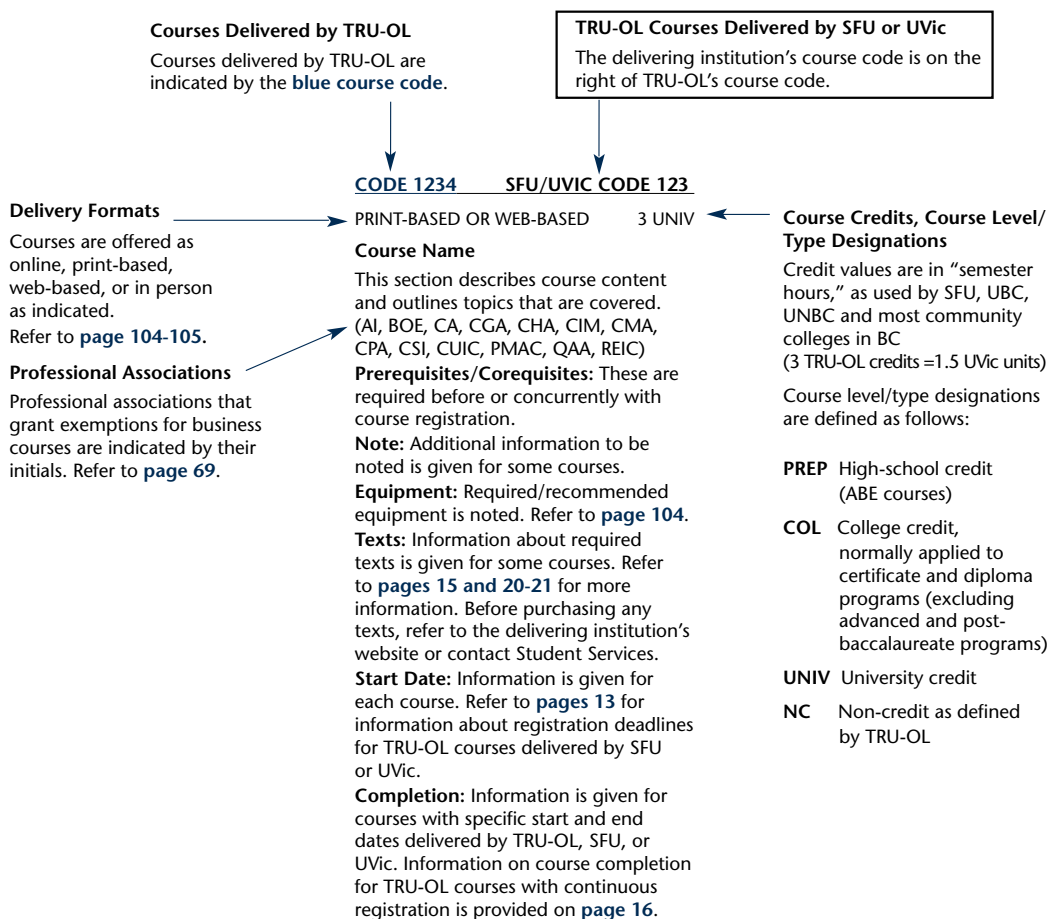 Courses Delivered by TRU-OL
Courses delivered by TRU-OL are
indicated by the blue course code.
TRU-OL Courses Delivered by SFU or UVic
The delivering institution's course code is on the
right of TRU-OL's course code.
CODE 1234 SFU/UVIC CODE 123
PRINT-BASED OR WEB-BASED 3 UNIV
Delivery Formats
Courses are offered as
online, print-based,
web-based, or in person
as indicated.
Refer to page 104-105.
Professional Associations
Professional associations that
grant exemptions for business
courses are indicated by their
initials. Refer to page 69.
Course Name
This section describes course content
and outlines topics that are covered.
(AI, BOE, CA, CGA, CHA, CIM, CMA,
CPA, CSI, CUIC, PMAC, QAA, REIC)
Prerequisites/Corequisites: These are
required before or concurrently with
course registration.
Note: Additional information to be
noted is given for some courses.
Equipment: Required/recommended
equipment is noted. Refer to page 104.
Texts: Information about required
texts is given for some courses. Refer
to pages 15 and 20-21 for more
information. Before purchasing any
texts, refer to the delivering institution's
website or contact Student Services.
Start Date: Information is given for
each course. Refer to pages 13 for
information about registration deadlines
for TRU-OL courses delivered by SFU
or UVic.
Completion: Information is given for
courses with specific start and end
dates delivered by TRU-OL, SFU, or
UVic. Information on course completion
for TRU-OL courses with continuous
registration is provided on page 16.
Course Credits, Course Level/
Type Designations
Credit values are in "semester
hours," as used by SFU, UBC,
UNBC and most community
colleges in BC
(3 TRU-OL credits =1.5 UVic units)
Course level/type designations
are defined as follows:
PREP High-school credit
(ABE courses)
COL College credit,
normally applied to
certificate and diploma
programs (excluding
advanced and post-
baccalaureate programs)
UNIV University credit
NC Non-credit as defined
by TRU-OL